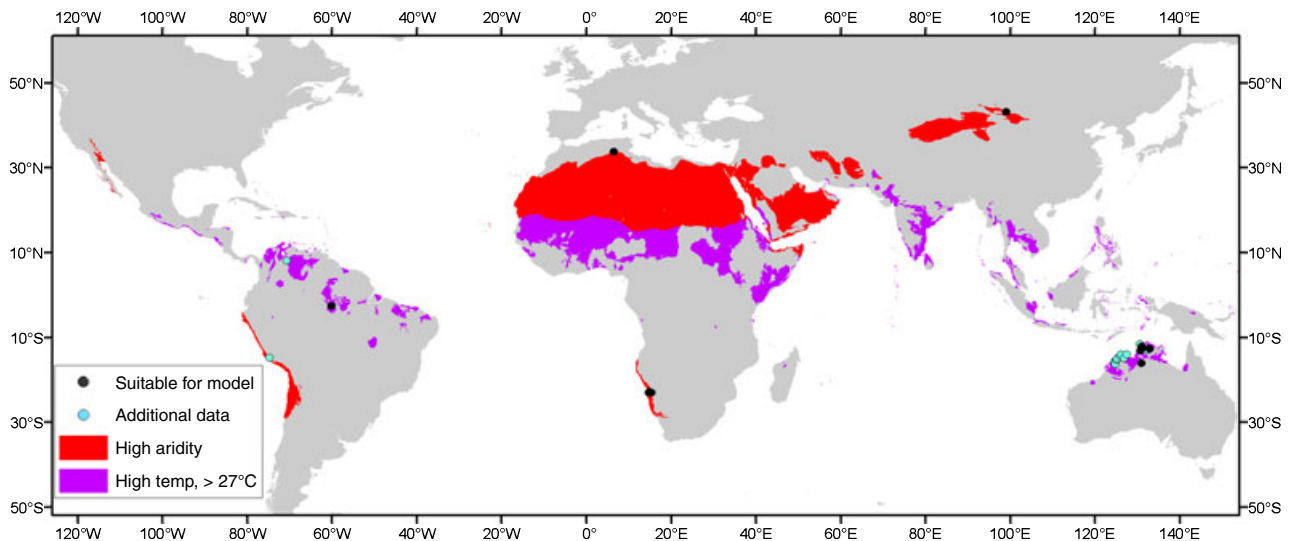 120°W 100°W 80°W 60°W 40°W 20°W 0° 20°E 40°E 60°E 80°E 100°E 120°E 140°E
50°N 50°N
30°N 30°N
10°N 10°N
10°S 10°S
Suitable for model
Additional data
30°S 30°S
High aridity
High temp, > 27°C
50°S 50°S
120°W 100°W 80°W 60°W 40°W 20°W 0° 20°E 40°E 60°E 80°E 100°E 120°E 140°E